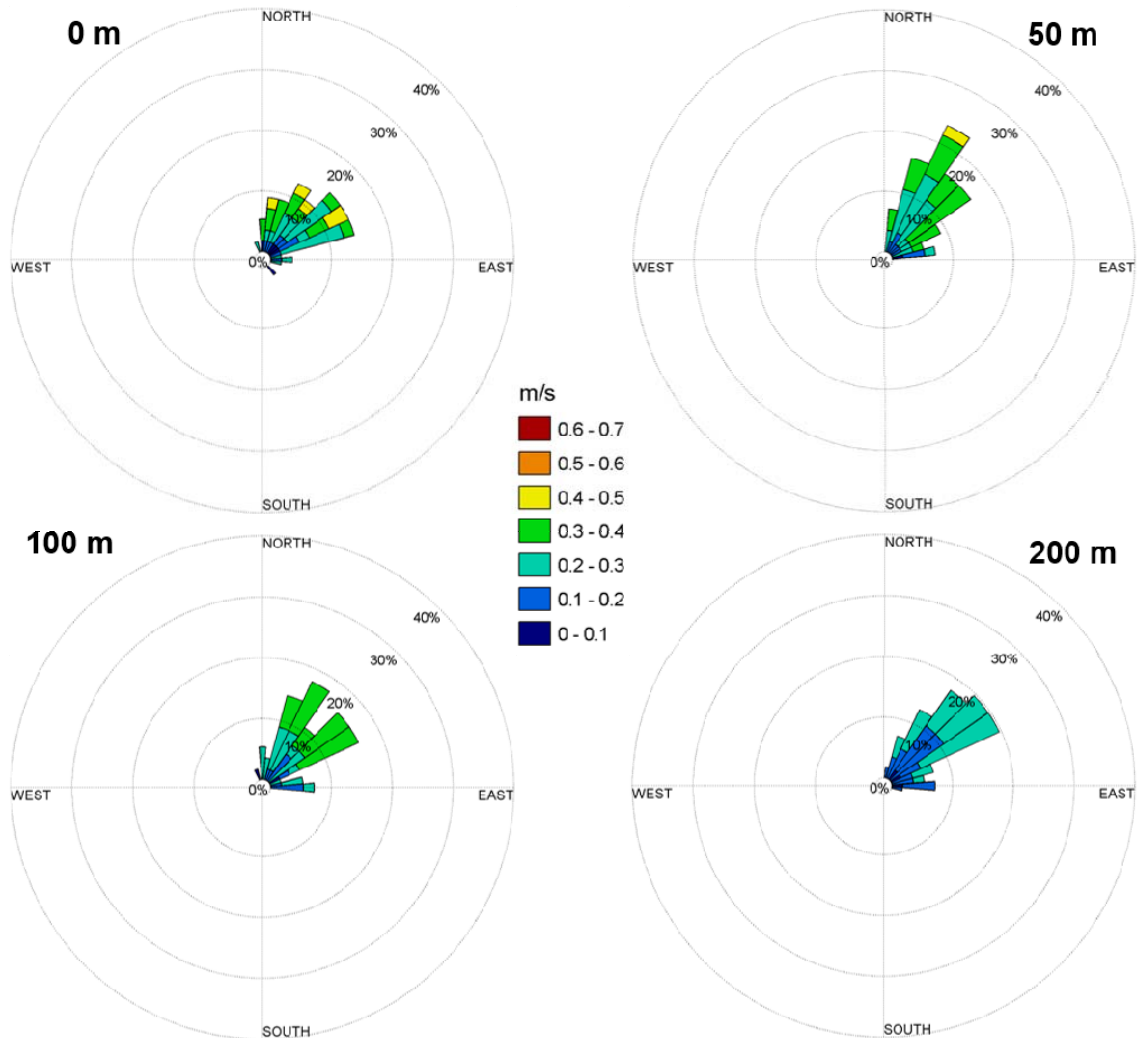 0 m
NORTH
40%
30%
20%
10%
0%
WEST
EAST
SOUTH
50 m
NORTH
40%
30%
20%
10%
0%
WEST
EAST
SOUTH
m/s
0.6 - 0.7
0.5 - 0.6
0.4 - 0.5
0.3 - 0.4
0.2 - 0.3
0.1 - 0.2
0 - 0.1
100 m
NORTH
40%
30%
20%
10%
0%
WEST
EAST
SOUTH
200 m
NORTH
40%
30%
20%
10%
0%
WEST
EAST
SOUTH